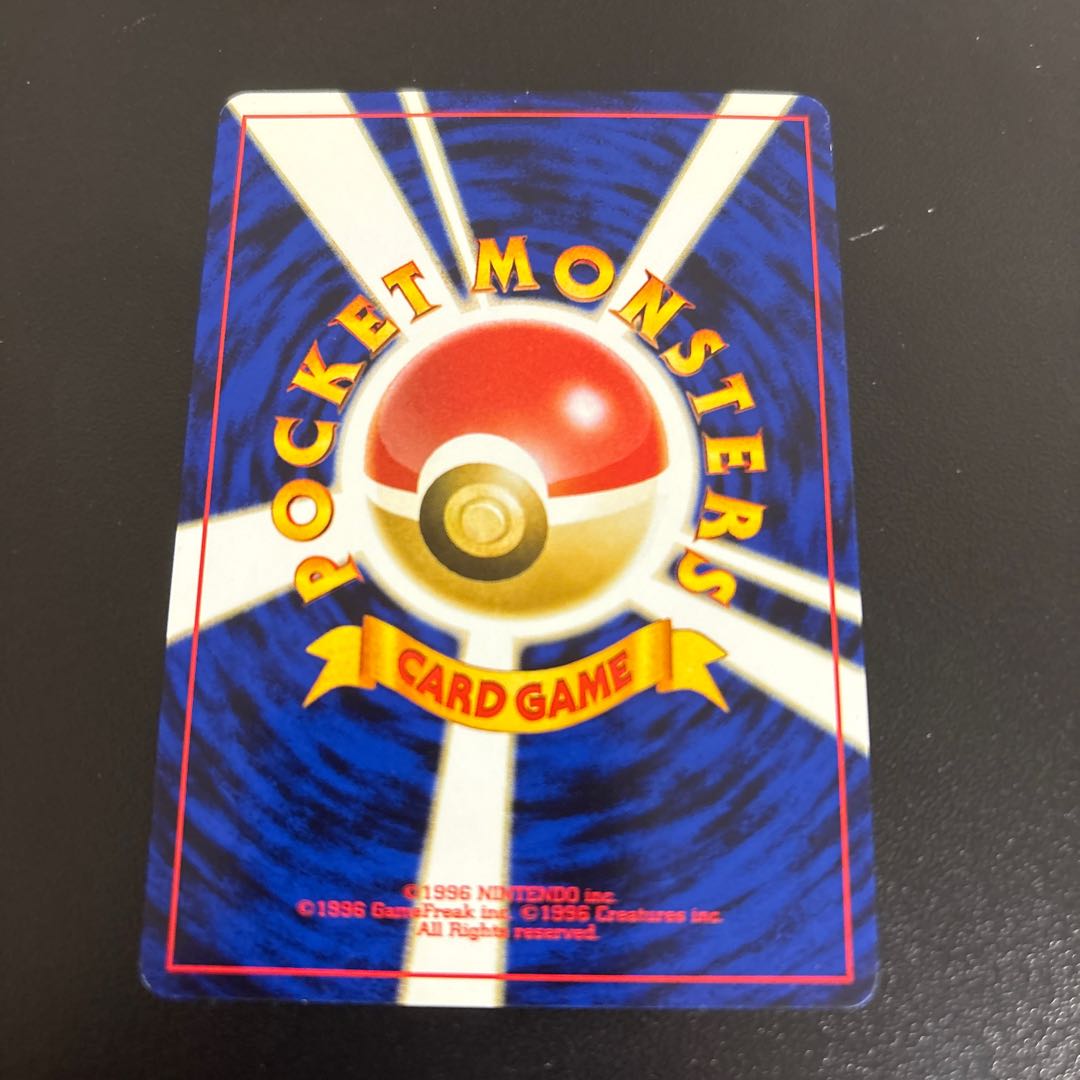 POCKET MONSTERS
CARD GAME
©1996 NINTENDO inc.
©1996 GameFreak inc. ©1996 Creatures inc.
All Rights reserved.